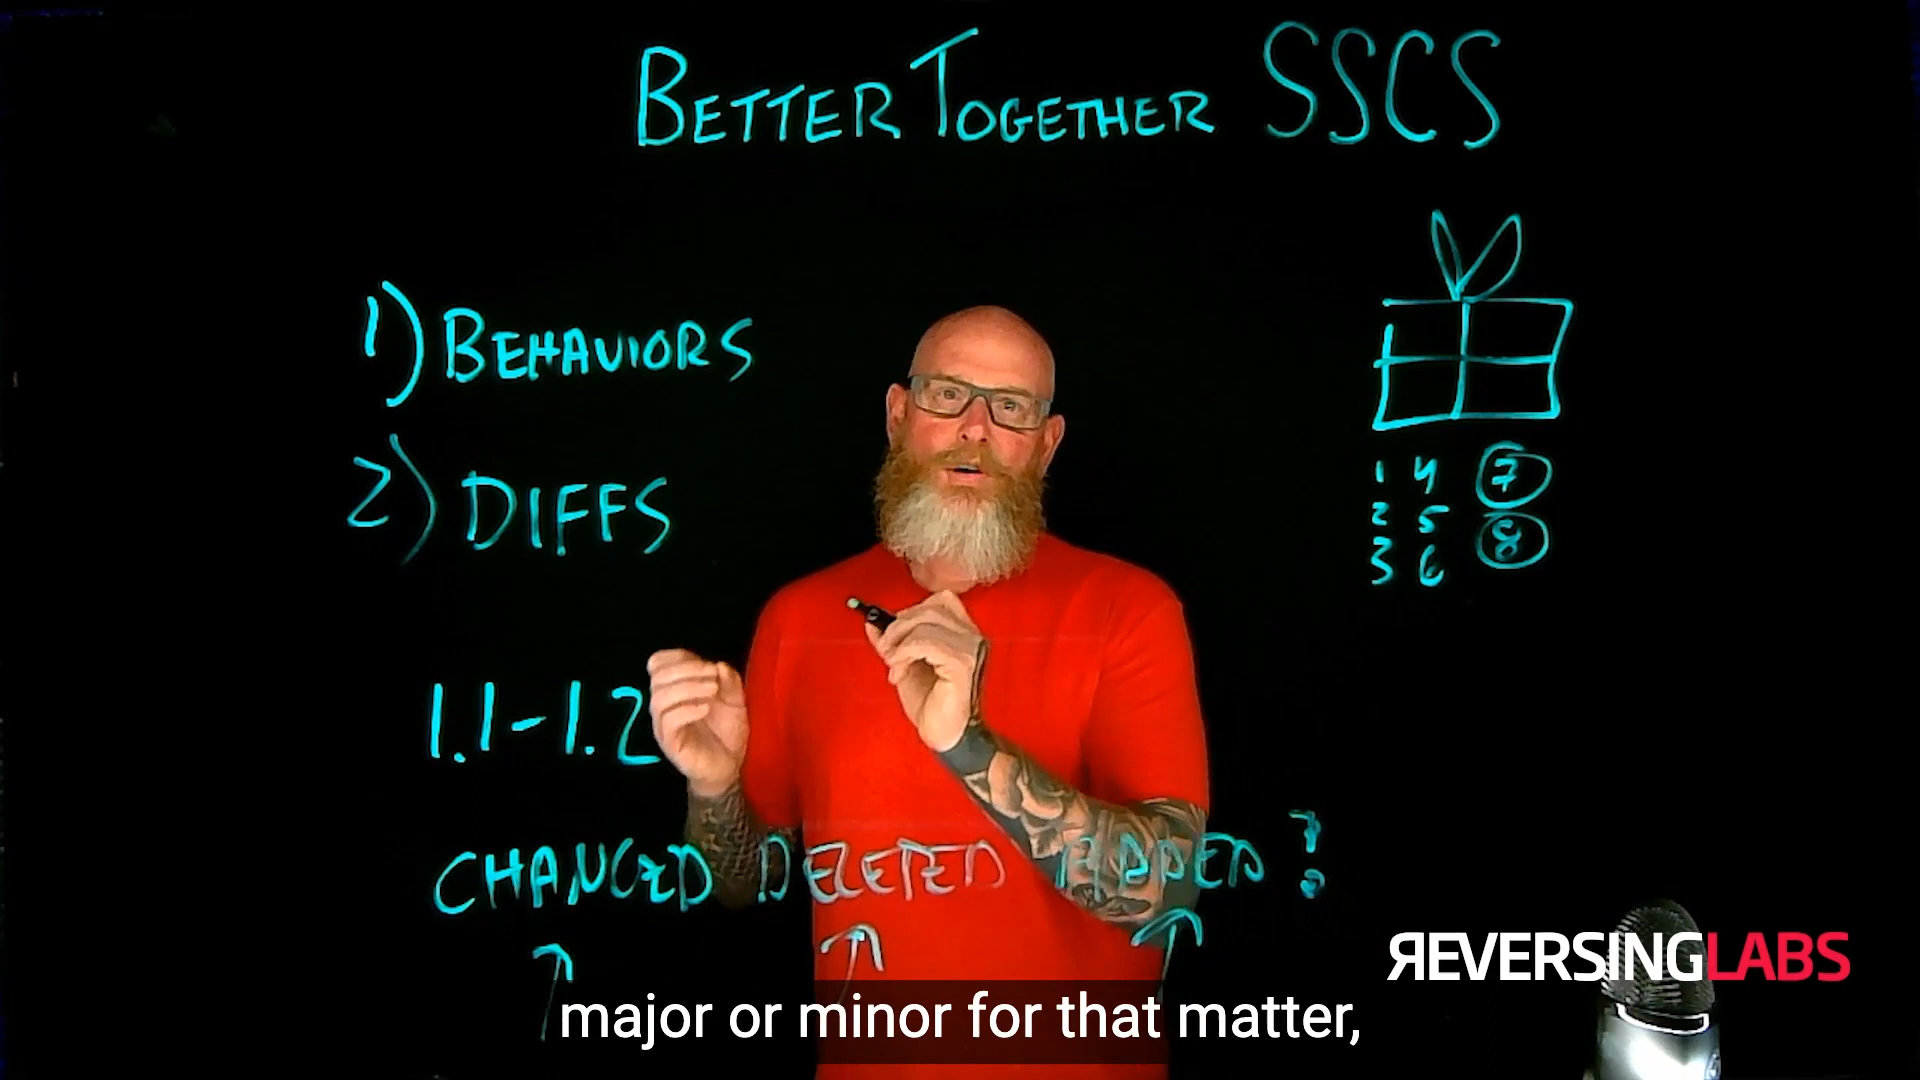 BETTER TOGETHER SSCS
1) BEHAVIORS
2) DIFFS
1 4 7
2 5 8
3 6
1.1-1.2
CHANGED DELETED ADDED ?
REVERSINGLABS
major or minor for that matter,